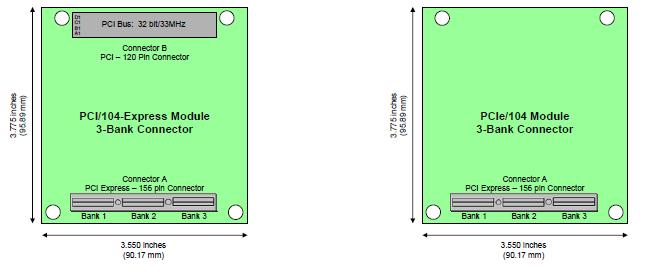 D1
C1
B1
A1
PCI Bus: 32 bit/33MHz
Connector B
PCI – 120 Pin Connector
PCI/104-Express Module
3-Bank Connector
Connector A
PCI Express – 156 pin Connector
Bank 1 Bank 2 Bank 3
3.775 inches
(95.89 mm)
3.550 inches
(90.17 mm)
PCIe/104 Module
3-Bank Connector
Connector A
PCI Express – 156 pin Connector
Bank 1 Bank 2 Bank 3
3.775 inches
(95.89 mm)
3.550 inches
(90.17 mm)